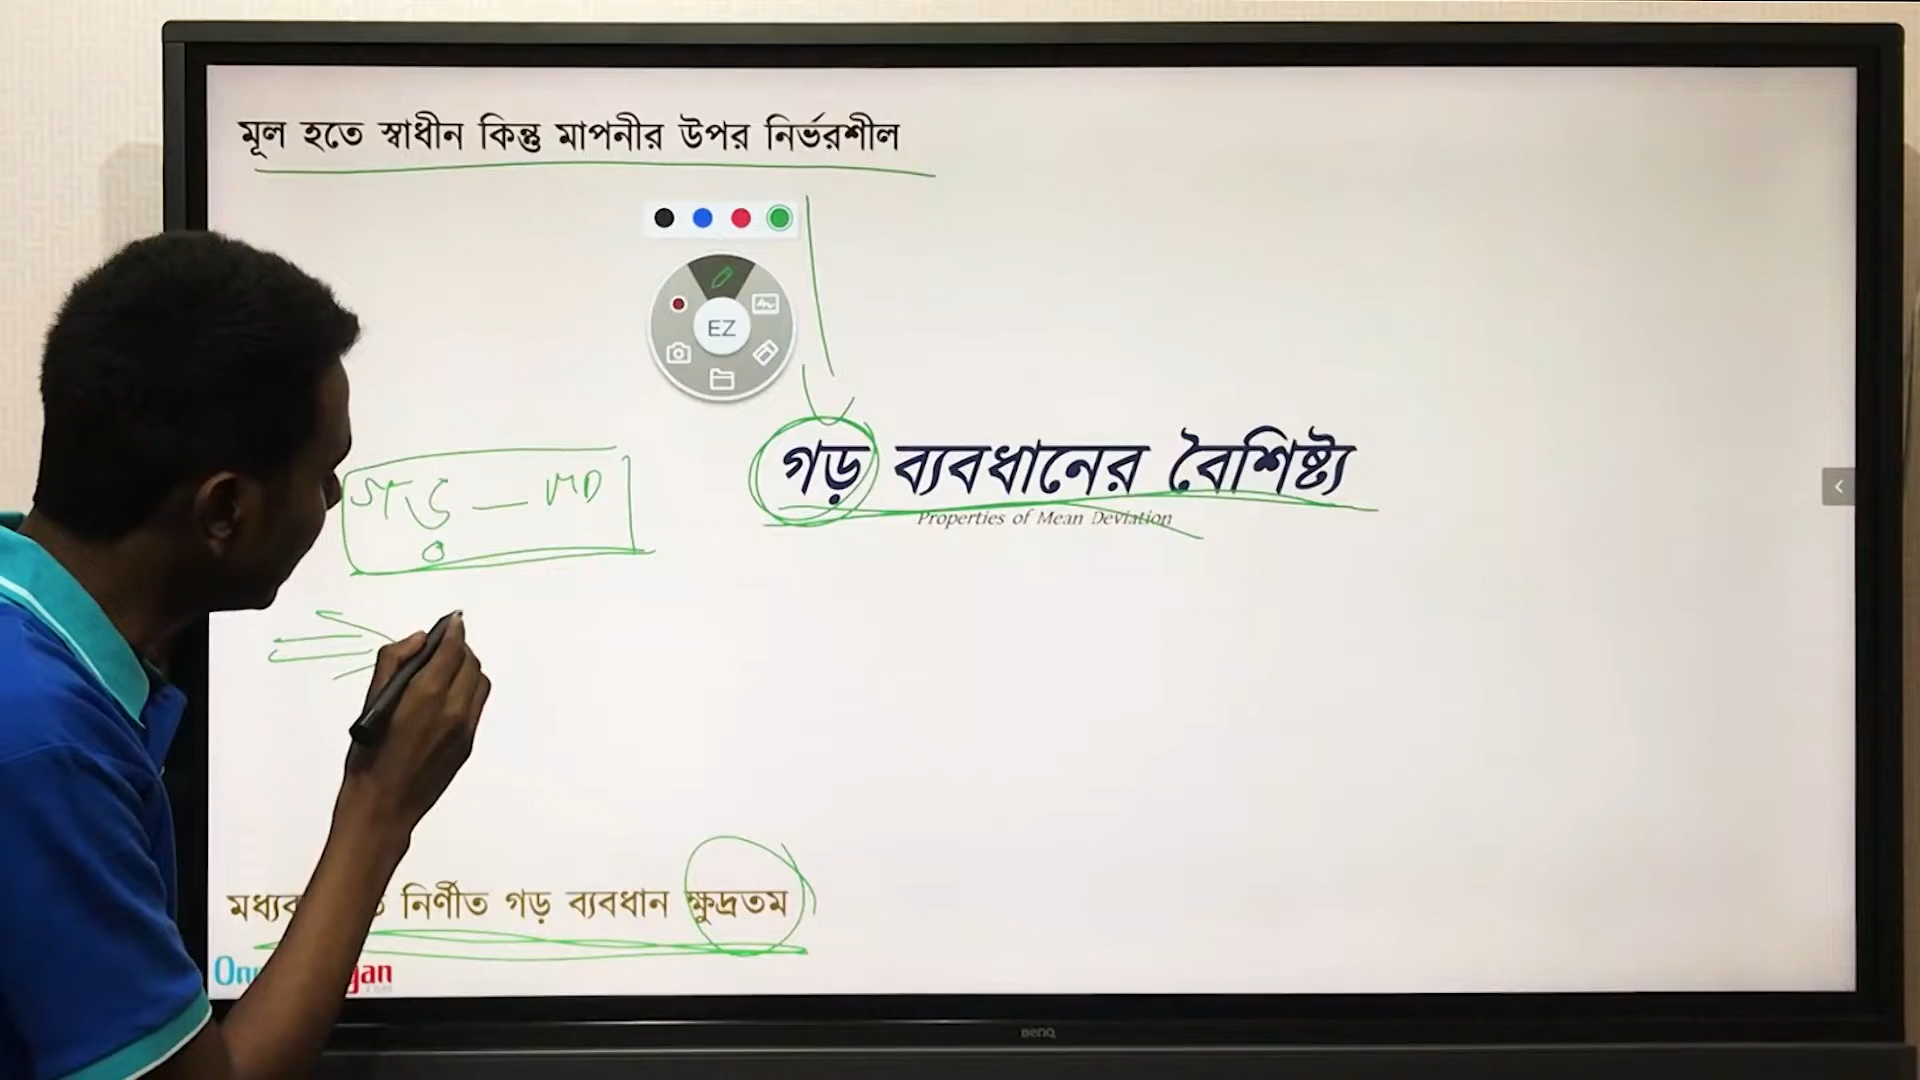 মূল হতে স্বাধীন কিন্তু মাপনীর উপর নির্ভরশীল
EZ
গড় ব্যবধানের বৈশিষ্ট্য
Properties of Mean Deviation
গড় — MD
নির্ণীত গড় ব্যবধান ক্ষুদ্রতম
BenQ